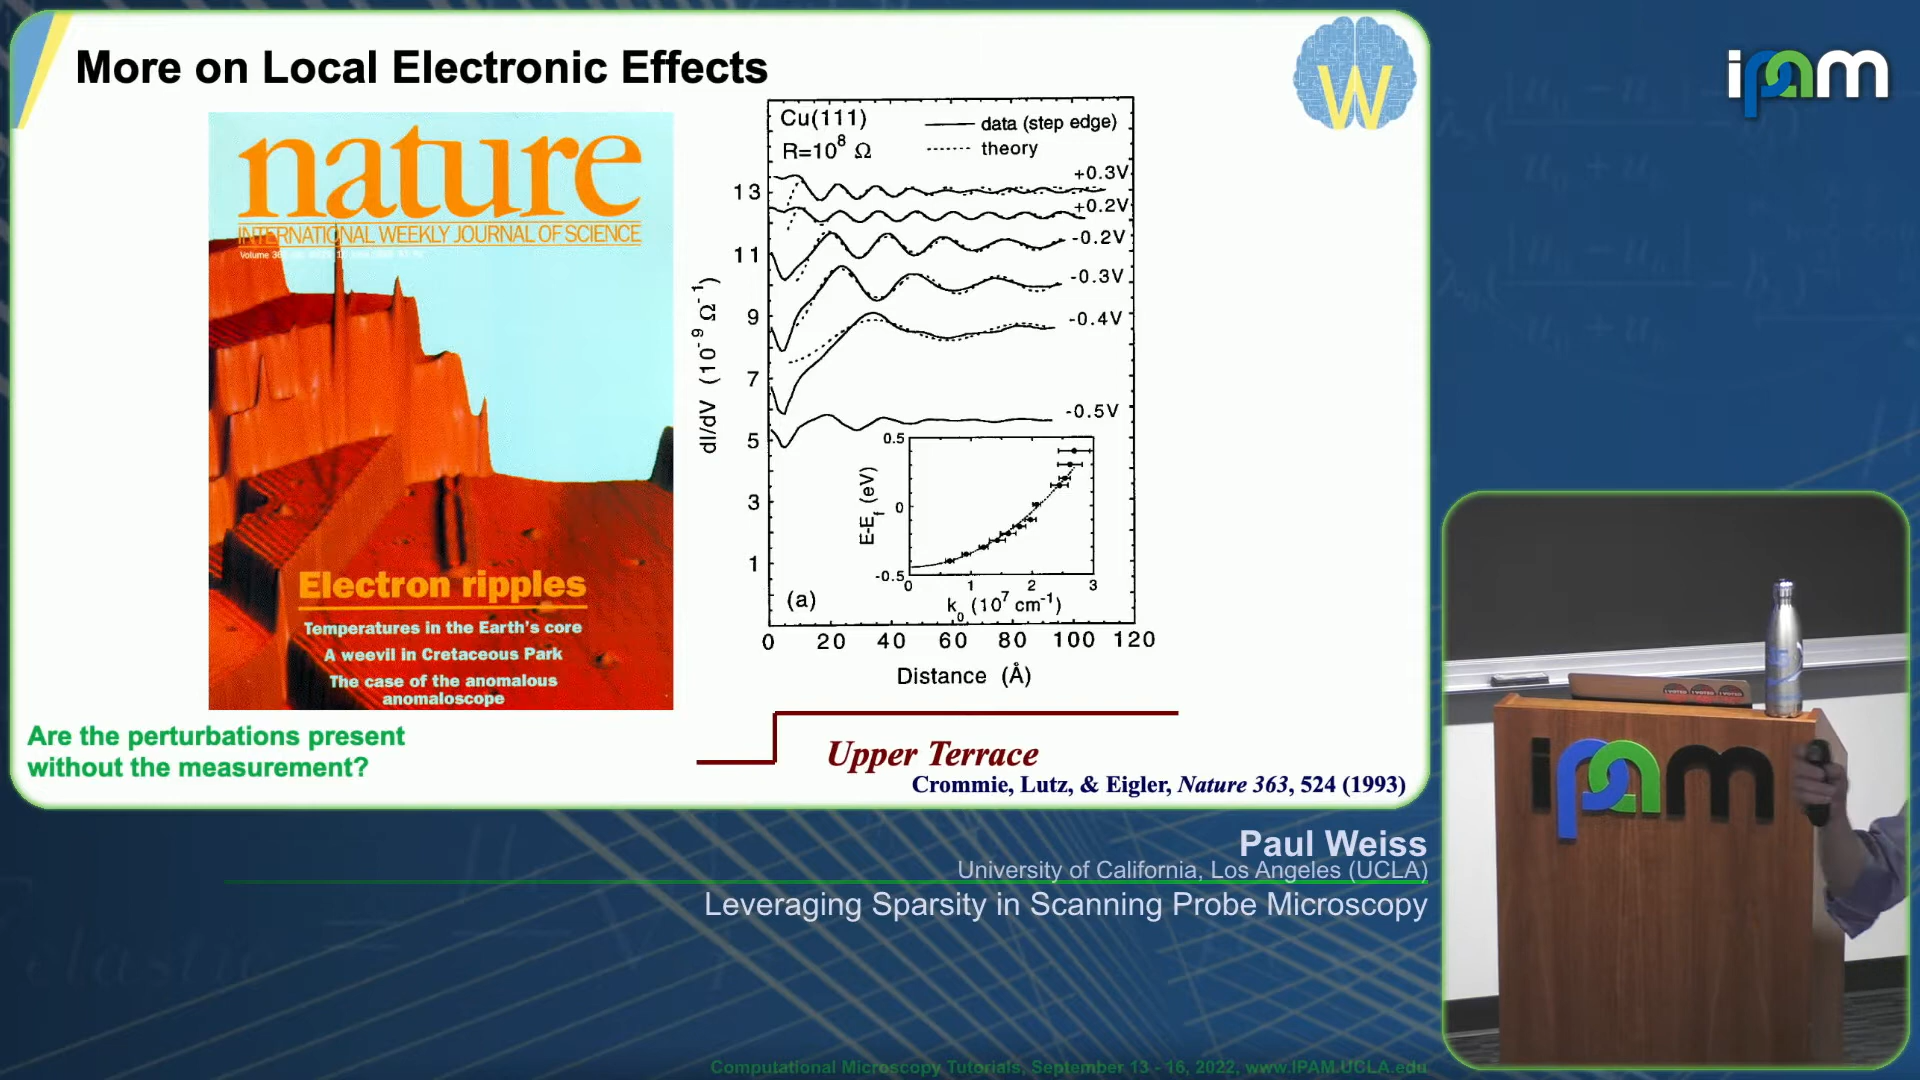 More on Local Electronic Effects
W
ipam
nature
INTERNATIONAL WEEKLY JOURNAL OF SCIENCE
Electron ripples
Temperatures in the Earth's core
A weevil in Cretaceous Park
The case of the anomalous
anomaloscope
Cu(111)
R=10⁸ Ω
data (step edge)
theory
+0.3V
+0.2V
-0.2V
-0.3V
-0.4V
-0.5V
13
11
9
7
5
3
1
dI/dV (10⁻⁹ Ω⁻¹)
0.5
0
-0.5
E-E_f (eV)
0 1 2 3
k₀ (10⁷ cm⁻¹)
(a)
0 20 40 60 80 100 120
Distance (Å)
Are the perturbations present
without the measurement?
Upper Terrace
Crommie, Lutz, & Eigler, Nature 363, 524 (1993)
ipam
Paul Weiss
University of California, Los Angeles (UCLA)
Leveraging Sparsity in Scanning Probe Microscopy
Computational Microscopy Tutorials, September 13 - 16, 2022, www.IPAM.UCLA.edu